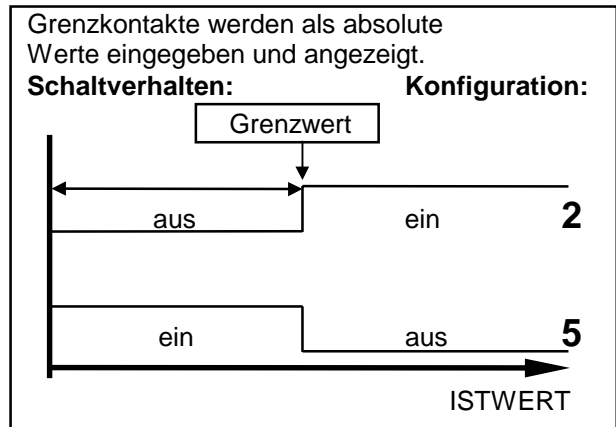 Grenzkontakte werden als absolute
Werte eingegeben und angezeigt.
Schaltverhalten: Konfiguration:
Grenzwert
aus ein 2
ein aus 5
ISTWERT